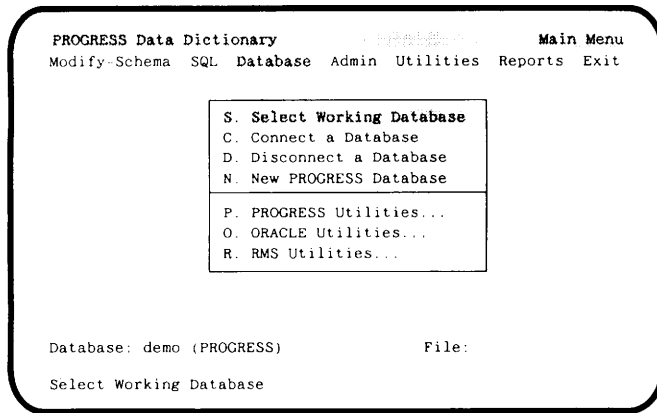 PROGRESS Data Dictionary Main Menu
Modify-Schema SQL Database Admin Utilities Reports Exit
S. Select Working Database
C. Connect a Database
D. Disconnect a Database
N. New PROGRESS Database
P. PROGRESS Utilities...
O. ORACLE Utilities...
R. RMS Utilities...
Database: demo (PROGRESS) File:
Select Working Database